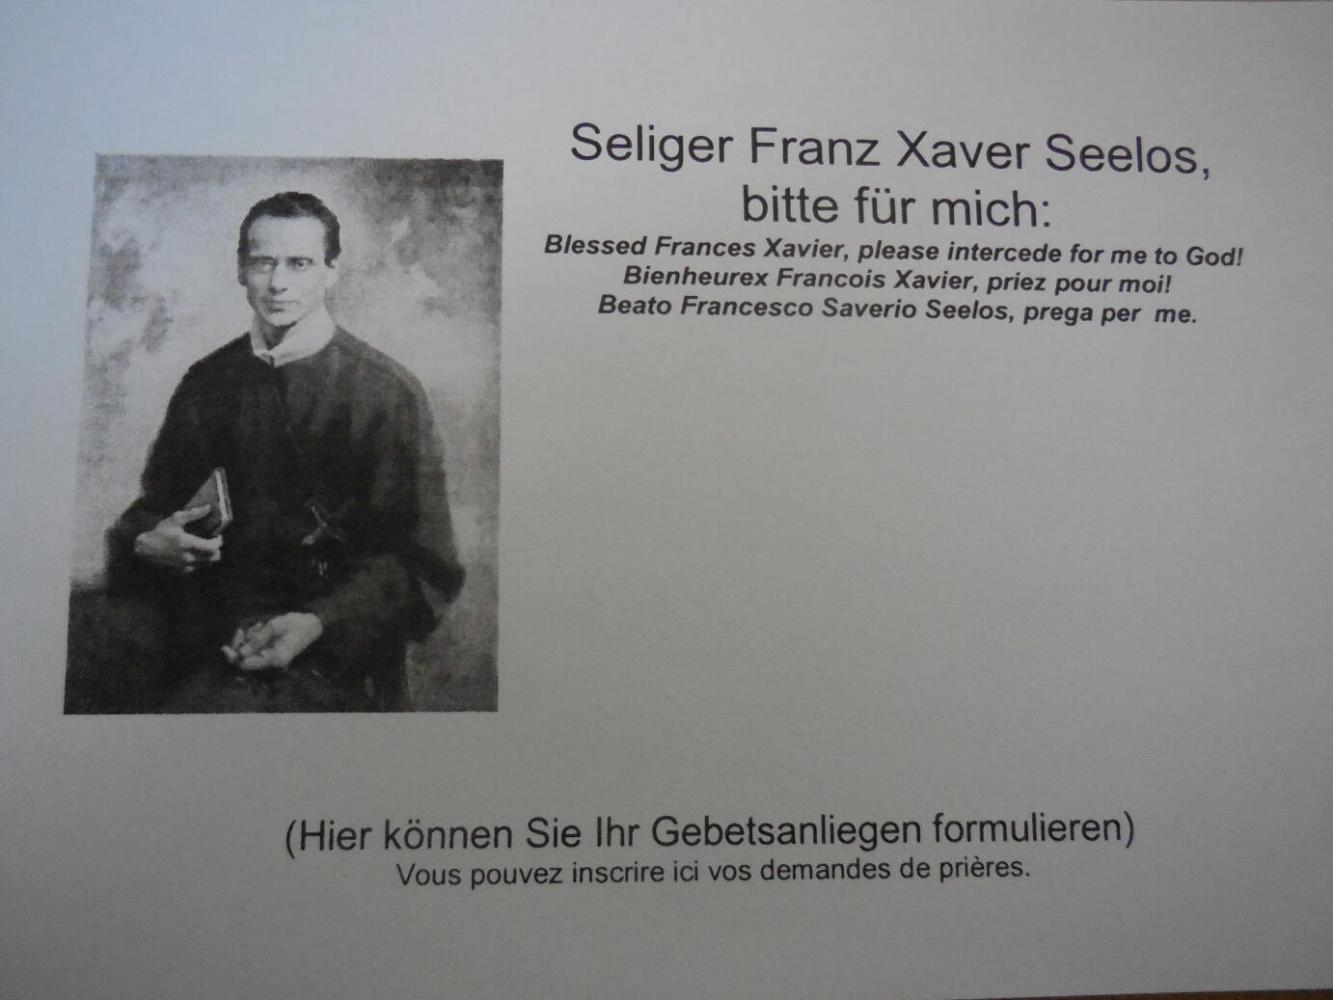 Seliger Franz Xaver Seelos,
bitte für mich:
Blessed Frances Xavier, please intercede for me to God!
Bienheurex Francois Xavier, priez pour moi!
Beato Francesco Saverio Seelos, prega per me.
(Hier können Sie Ihr Gebetsanliegen formulieren)
Vous pouvez inscrire ici vos demandes de prières.